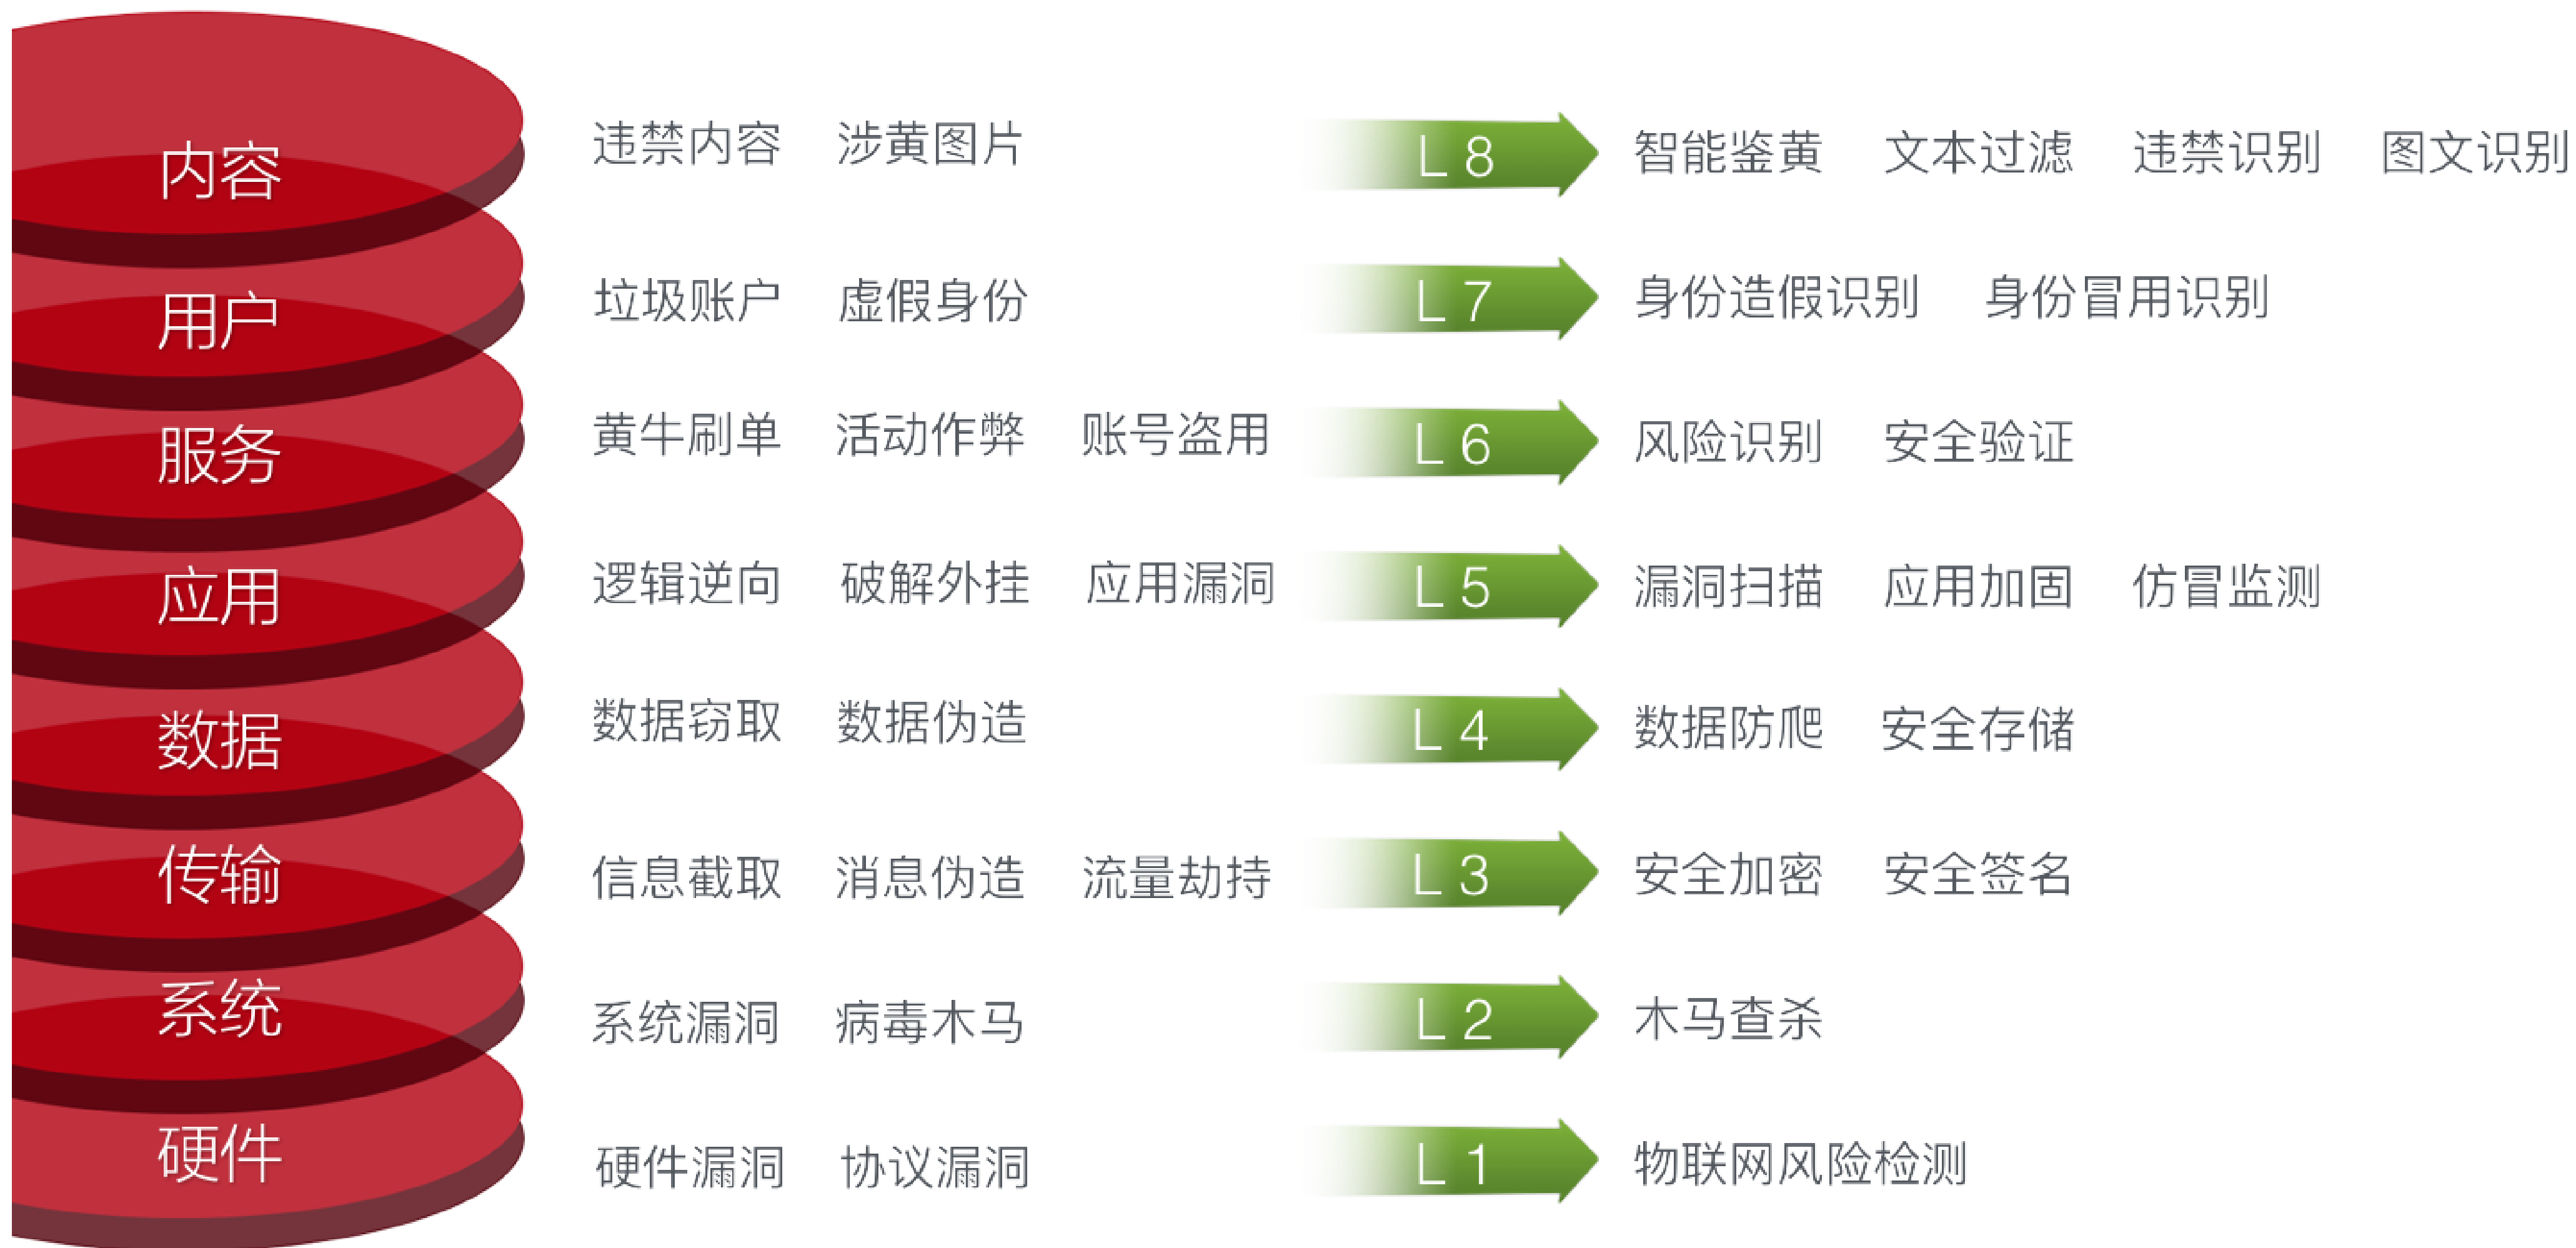 内容 违禁内容 涉黄图片 L 8 智能鉴黄 文本过滤 违禁识别 图文识别
用户 垃圾账户 虚假身份 L 7 身份造假识别 身份冒用识别
服务 黄牛刷单 活动作弊 账号盗用 L 6 风险识别 安全验证
应用 逻辑逆向 破解外挂 应用漏洞 L 5 漏洞扫描 应用加固 仿冒监测
数据 数据窃取 数据伪造 L 4 数据防爬 安全存储
传输 信息截取 消息伪造 流量劫持 L 3 安全加密 安全签名
系统 系统漏洞 病毒木马 L 2 木马查杀
硬件 硬件漏洞 协议漏洞 L 1 物联网风险检测